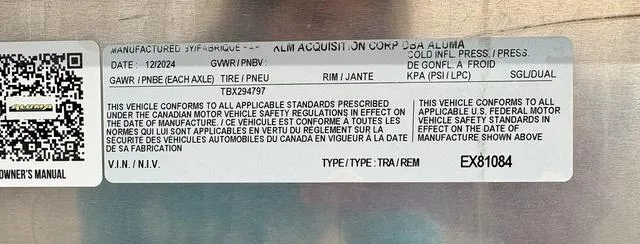 MANUFACTURED BY/FABRIQUE KLM ACQUISITION CORP DBA ALUMA
DATE: 12/2024 GVWR/PNBV: COLD INFL. PRESS./PRESS. DE GONFL. A FROID
GAWR / PNBE (EACH AXLE) TIRE / PNEU RIM / JANTE KPA (PSI / LPC) SGL/DUAL
TBX294797
THIS VEHICLE CONFORMS TO ALL APPLICABLE STANDARDS PRESCRIBED
UNDER THE CANADIAN MOTOR VEHICLE SAFETY REGULATIONS IN EFFECT ON
THE DATE OF MANUFACTURE. / CE VÉHICULE EST CONFORME À TOUTES LES
NORMES QUI LUI SONT APPLICABLES EN VERTU DU RÉGLEMENT SUR LA
SÉCURITÉ DES VÉHICULES AUTOMOBILES DU CANADA EN VIGUEUR À LA DATE
DE SA FABRICATION
THIS VEHICLE CONFORMS TO ALL
APPLICABLE U.S. FEDERAL MOTOR
VEHICLE SAFETY STANDARDS IN
EFFECT ON THE DATE OF
MANUFACTURE SHOWN ABOVE
V.I.N. / N.I.V. TYPE / TYPE: TRA / REM EX81084
ALUMA
OWNER'S MANUAL